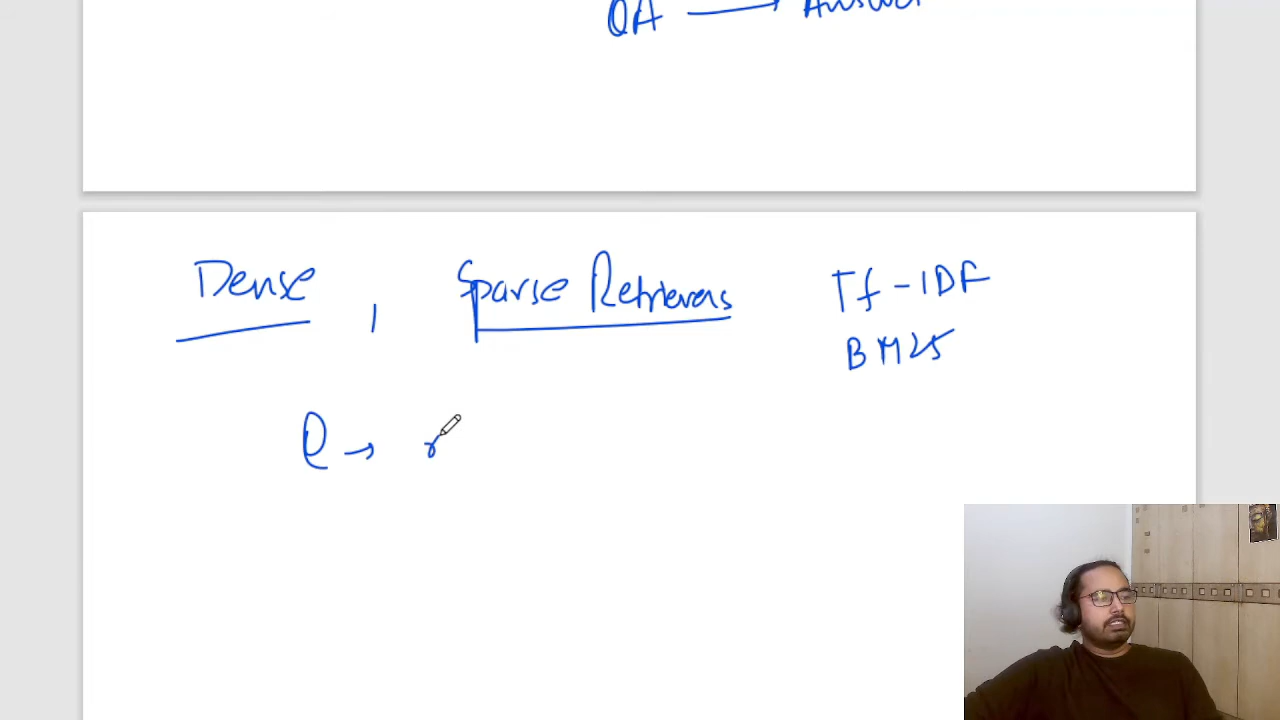 QA → Answer
Dense , Sparse Retrievers Tf-IDF
BM25
Q → r